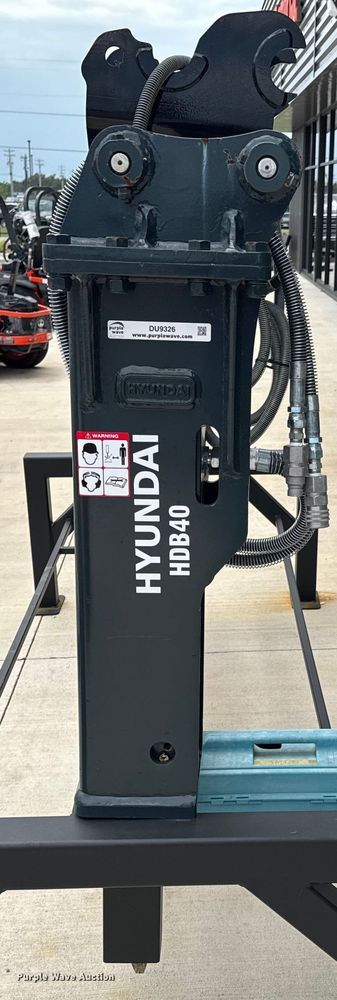 purple wave
DU9326
www.purplewave.com
HYUNDAI
WARNING
HYUNDAI
HDB40
Purple Wave Auction